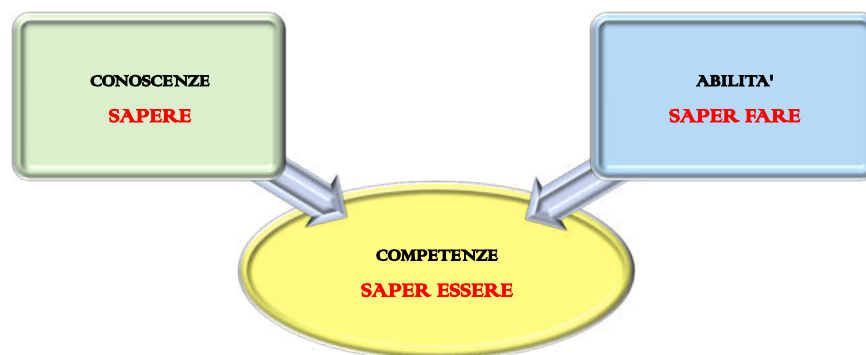 CONOSCENZE
SAPERE
ABILITA'
SAPER FARE
COMPETENZE
SAPER ESSERE